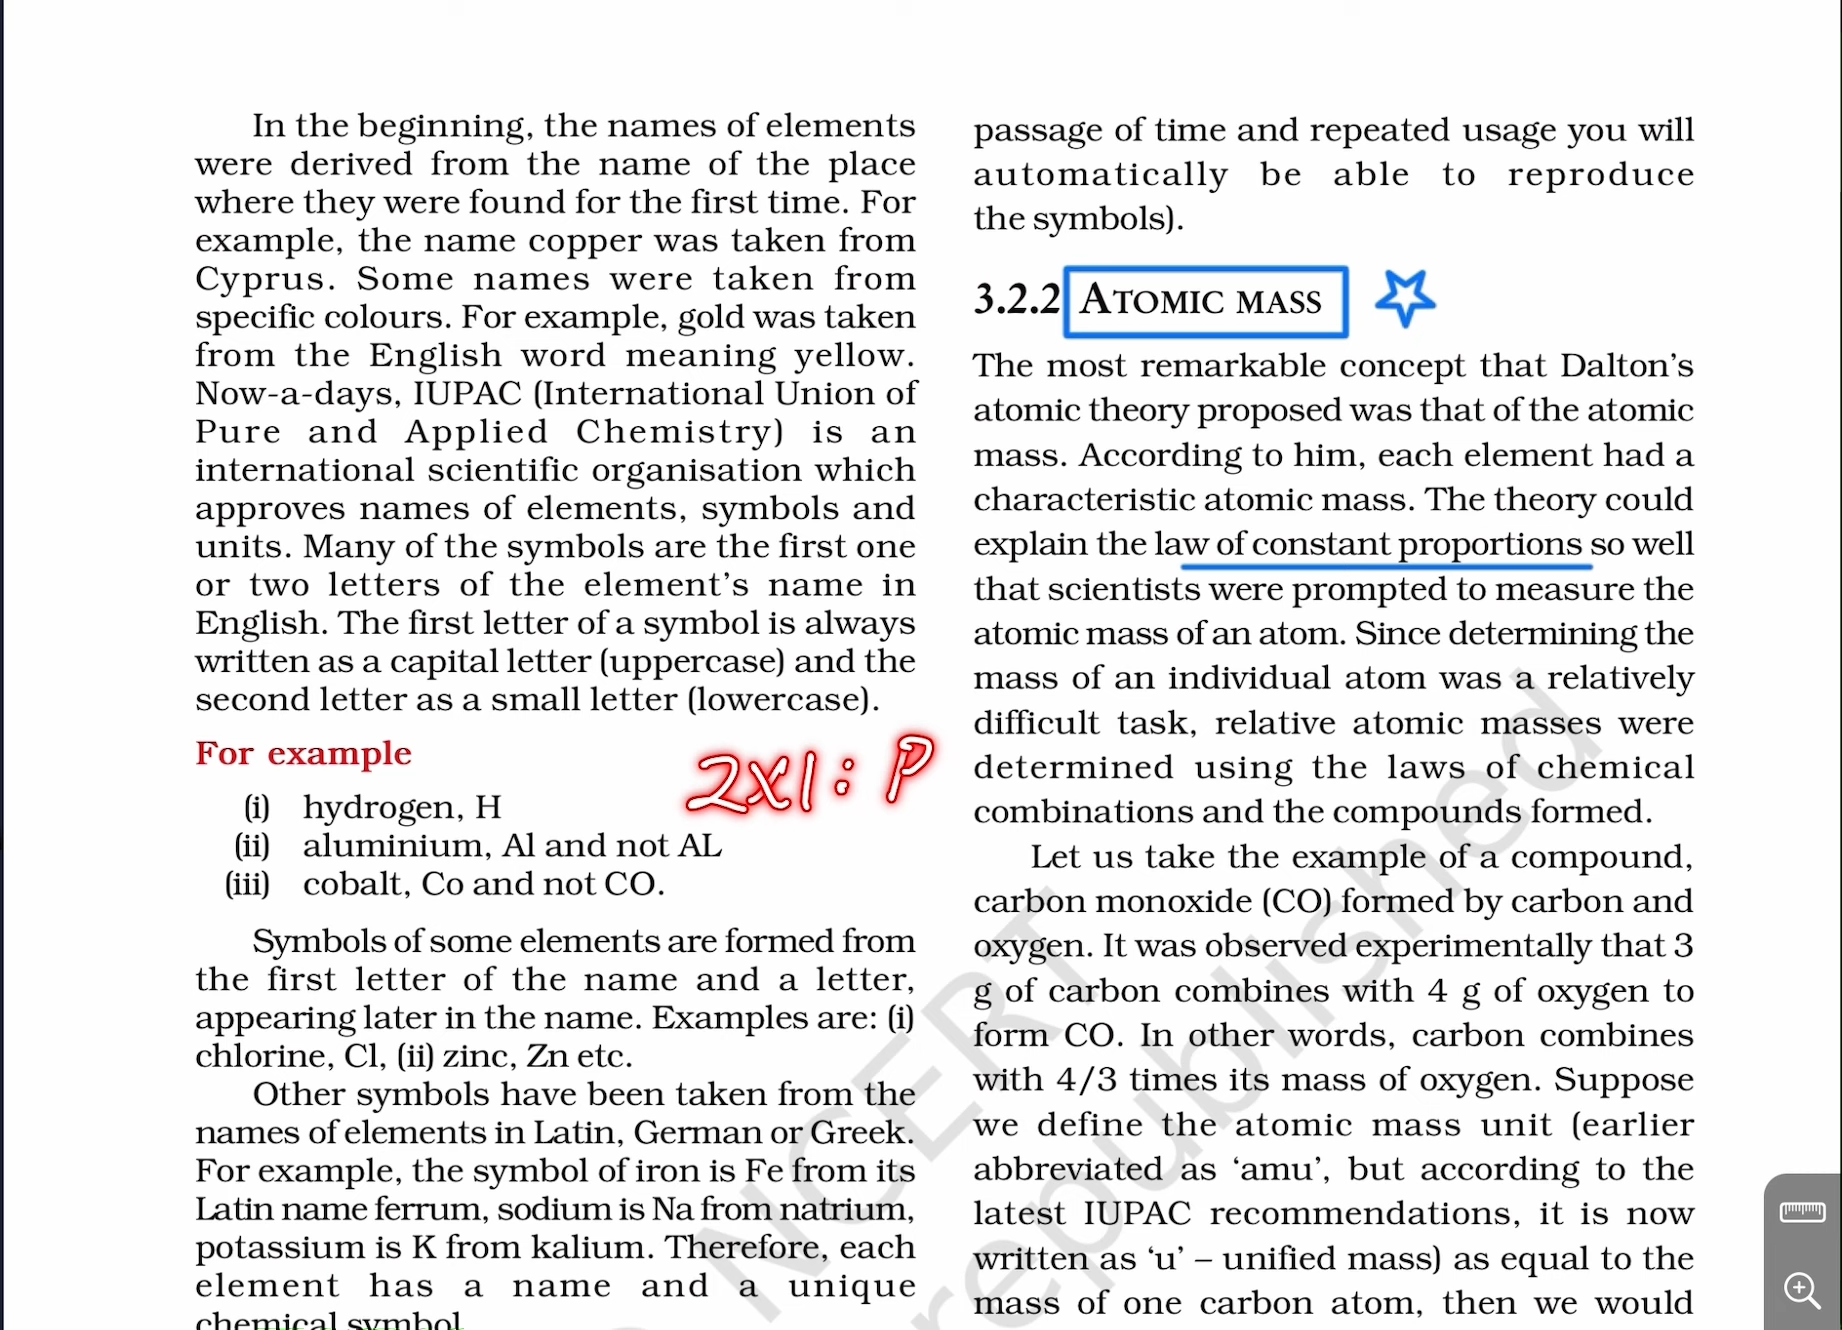 In the beginning, the names of elements
were derived from the name of the place
where they were found for the first time. For
example, the name copper was taken from
Cyprus. Some names were taken from
specific colours. For example, gold was taken
from the English word meaning yellow.
Now-a-days, IUPAC (International Union of
Pure and Applied Chemistry) is an
international scientific organisation which
approves names of elements, symbols and
units. Many of the symbols are the first one
or two letters of the element’s name in
English. The first letter of a symbol is always
written as a capital letter (uppercase) and the
second letter as a small letter (lowercase).
For example
2x1: P
(i) hydrogen, H
(ii) aluminium, Al and not AL
(iii) cobalt, Co and not CO.
Symbols of some elements are formed from
the first letter of the name and a letter,
appearing later in the name. Examples are: (i)
chlorine, Cl, (ii) zinc, Zn etc.
Other symbols have been taken from the
names of elements in Latin, German or Greek.
For example, the symbol of iron is Fe from its
Latin name ferrum, sodium is Na from natrium,
potassium is K from kalium. Therefore, each
element has a name and a unique
chemical symbol.
passage of time and repeated usage you will
automatically be able to reproduce
the symbols).
3.2.2 ATOMIC MASS
The most remarkable concept that Dalton’s
atomic theory proposed was that of the atomic
mass. According to him, each element had a
characteristic atomic mass. The theory could
explain the law of constant proportions so well
that scientists were prompted to measure the
atomic mass of an atom. Since determining the
mass of an individual atom was a relatively
difficult task, relative atomic masses were
determined using the laws of chemical
combinations and the compounds formed.
Let us take the example of a compound,
carbon monoxide (CO) formed by carbon and
oxygen. It was observed experimentally that 3
g of carbon combines with 4 g of oxygen to
form CO. In other words, carbon combines
with 4/3 times its mass of oxygen. Suppose
we define the atomic mass unit (earlier
abbreviated as ‘amu’, but according to the
latest IUPAC recommendations, it is now
written as ‘u’ – unified mass) as equal to the
mass of one carbon atom, then we would
NCERT
republished